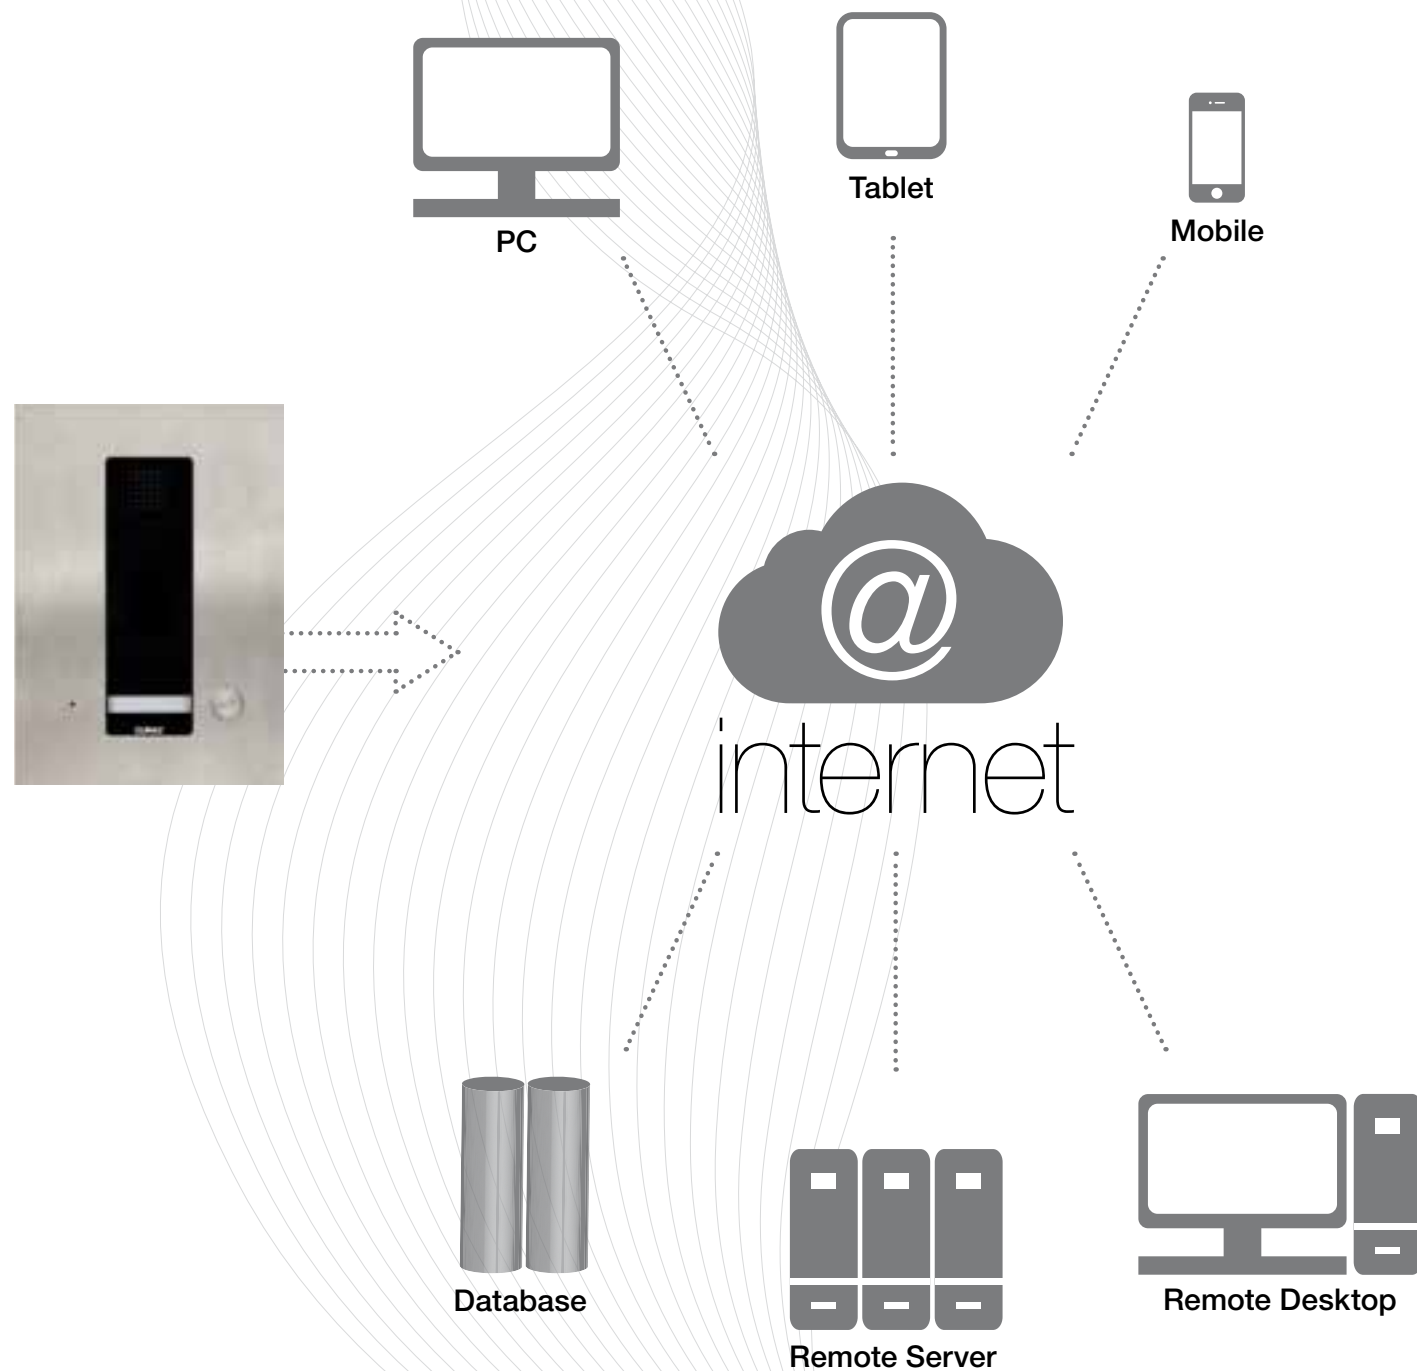 PC
Tablet
Mobile
@
internet
Database
Remote Server
Remote Desktop